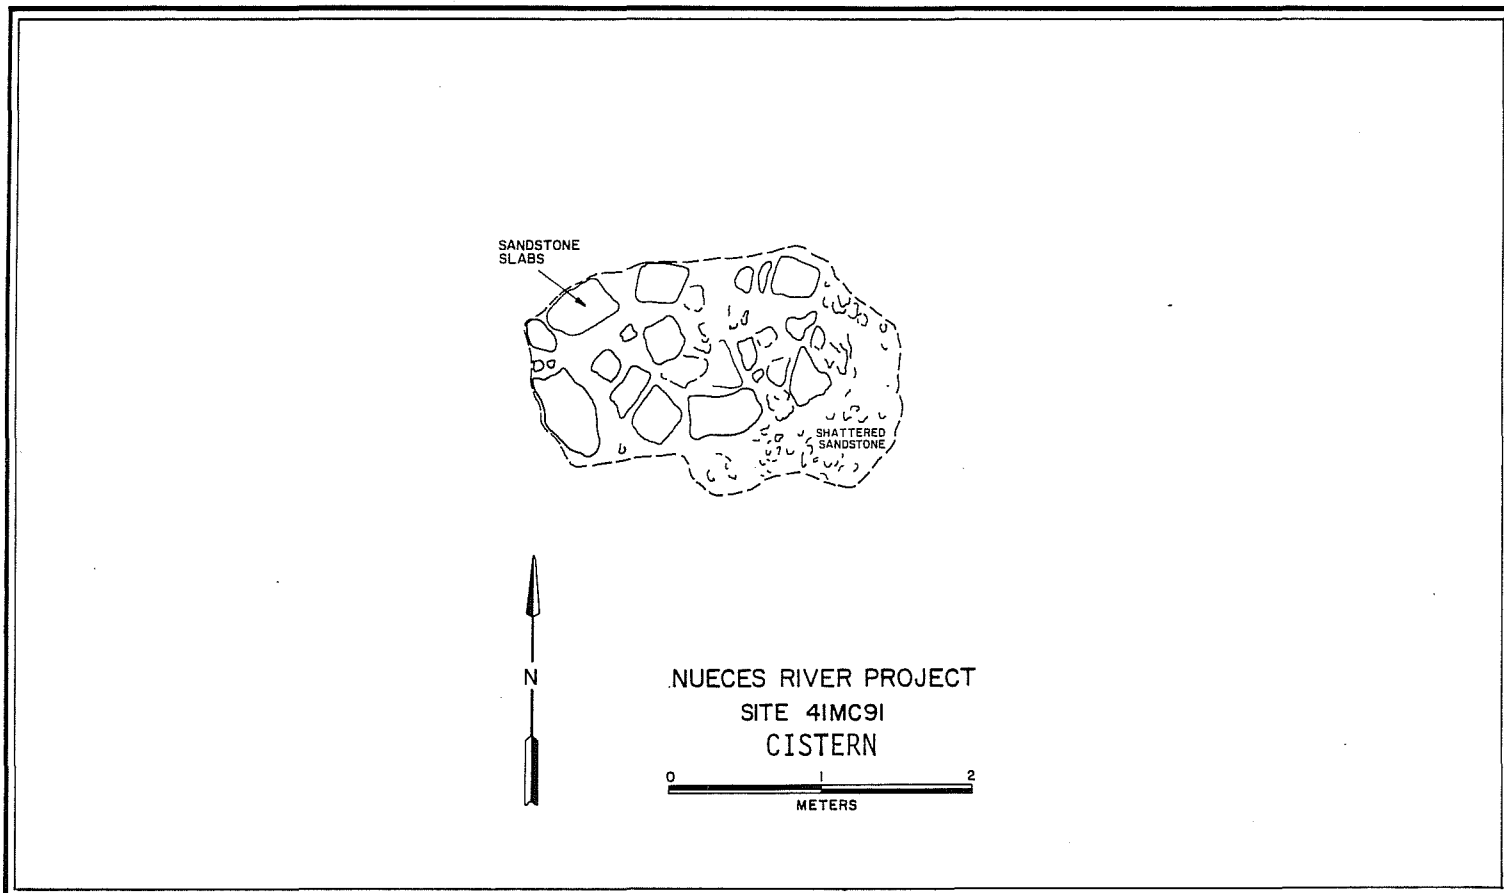 SANDSTONE
SLABS
SHATTERED
SANDSTONE
N
NUECES RIVER PROJECT
SITE 41MC91
CISTERN
0 1 2
METERS